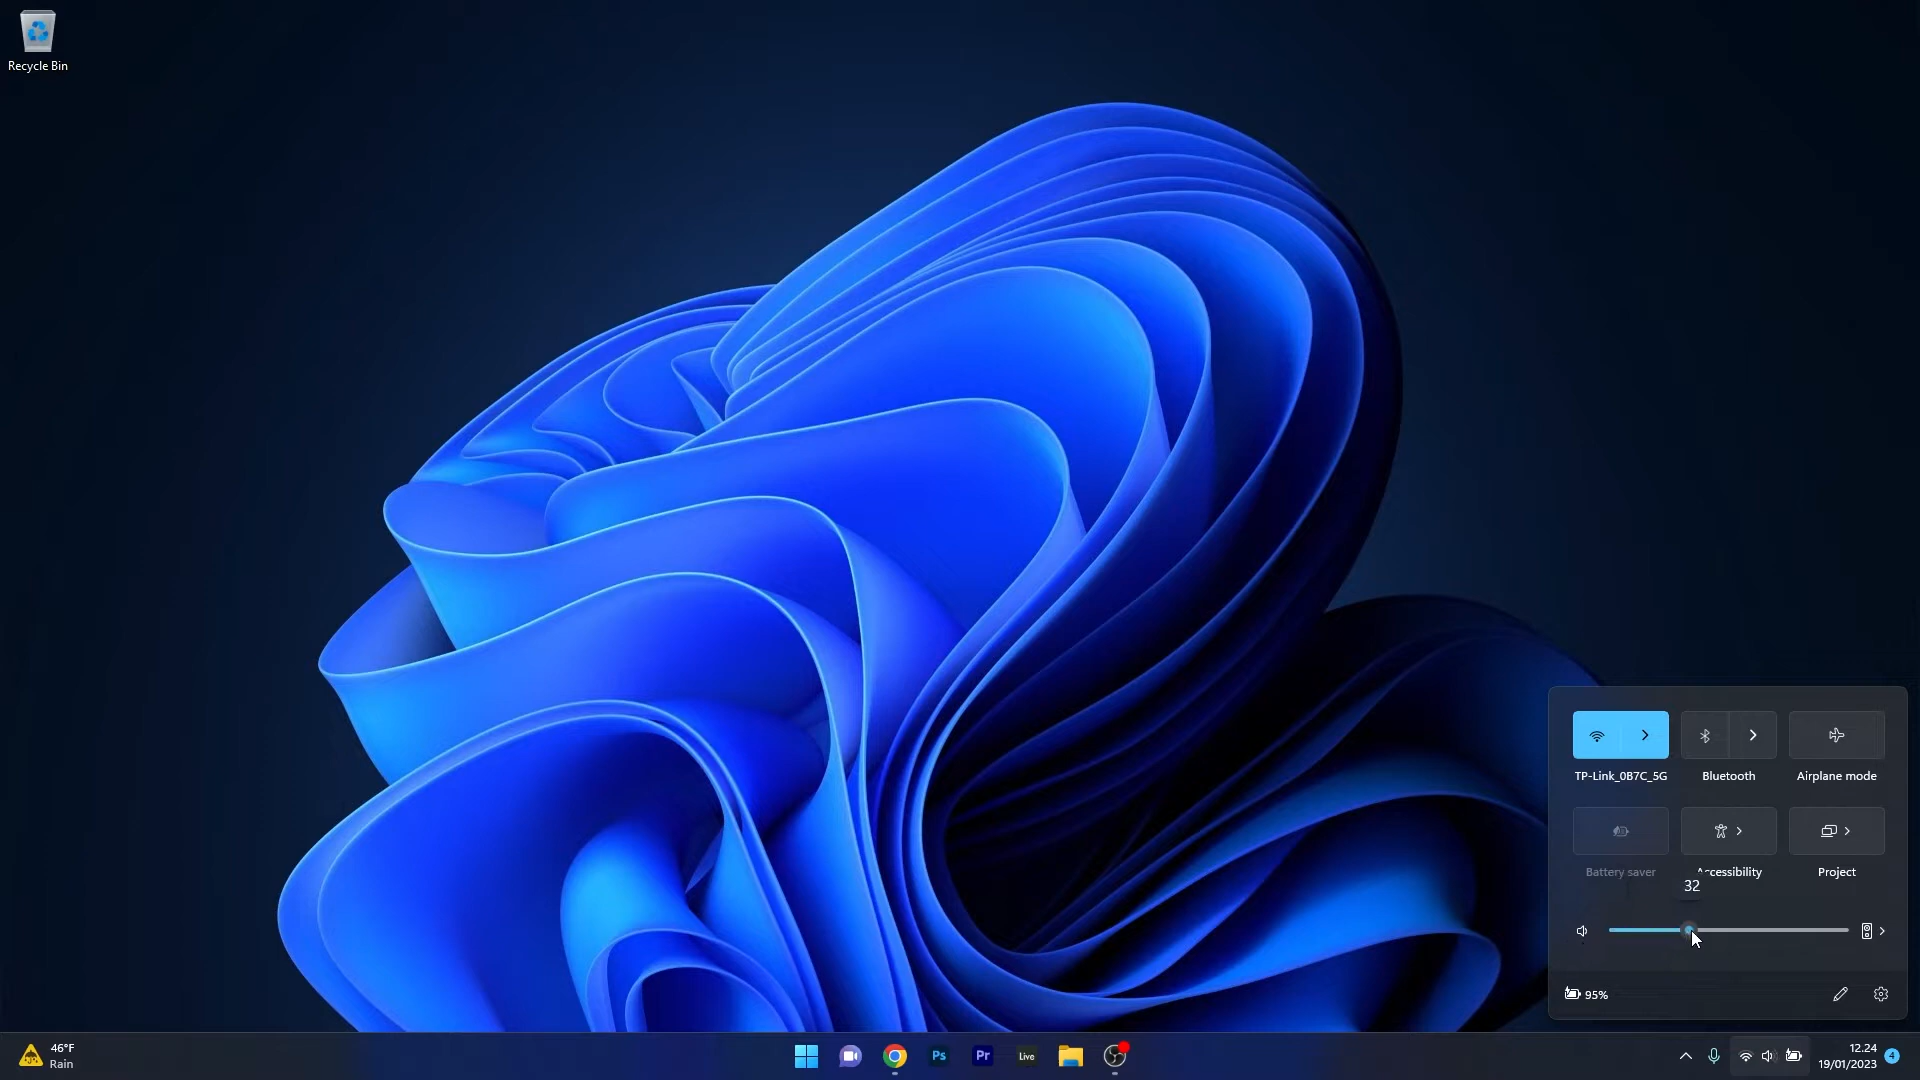 Recycle Bin
TP-Link_0B7C_5G
Bluetooth
Airplane mode
Battery saver
Accessibility
Project
32
95%
46°F
Rain
Ps
Pr
Live
12.24
19/01/2023
4